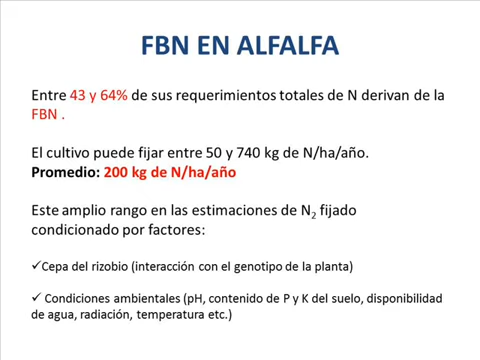 FBN EN ALFALFA
Entre 43 y 64% de sus requerimientos totales de N derivan de la
FBN .
El cultivo puede fijar entre 50 y 740 kg de N/ha/año.
Promedio: 200 kg de N/ha/año
Este amplio rango en las estimaciones de N₂ fijado
condicionado por factores:
✓Cepa del rizobio (interacción con el genotipo de la planta)
✓ Condiciones ambientales (pH, contenido de P y K del suelo, disponibilidad
de agua, radiación, temperatura etc.)